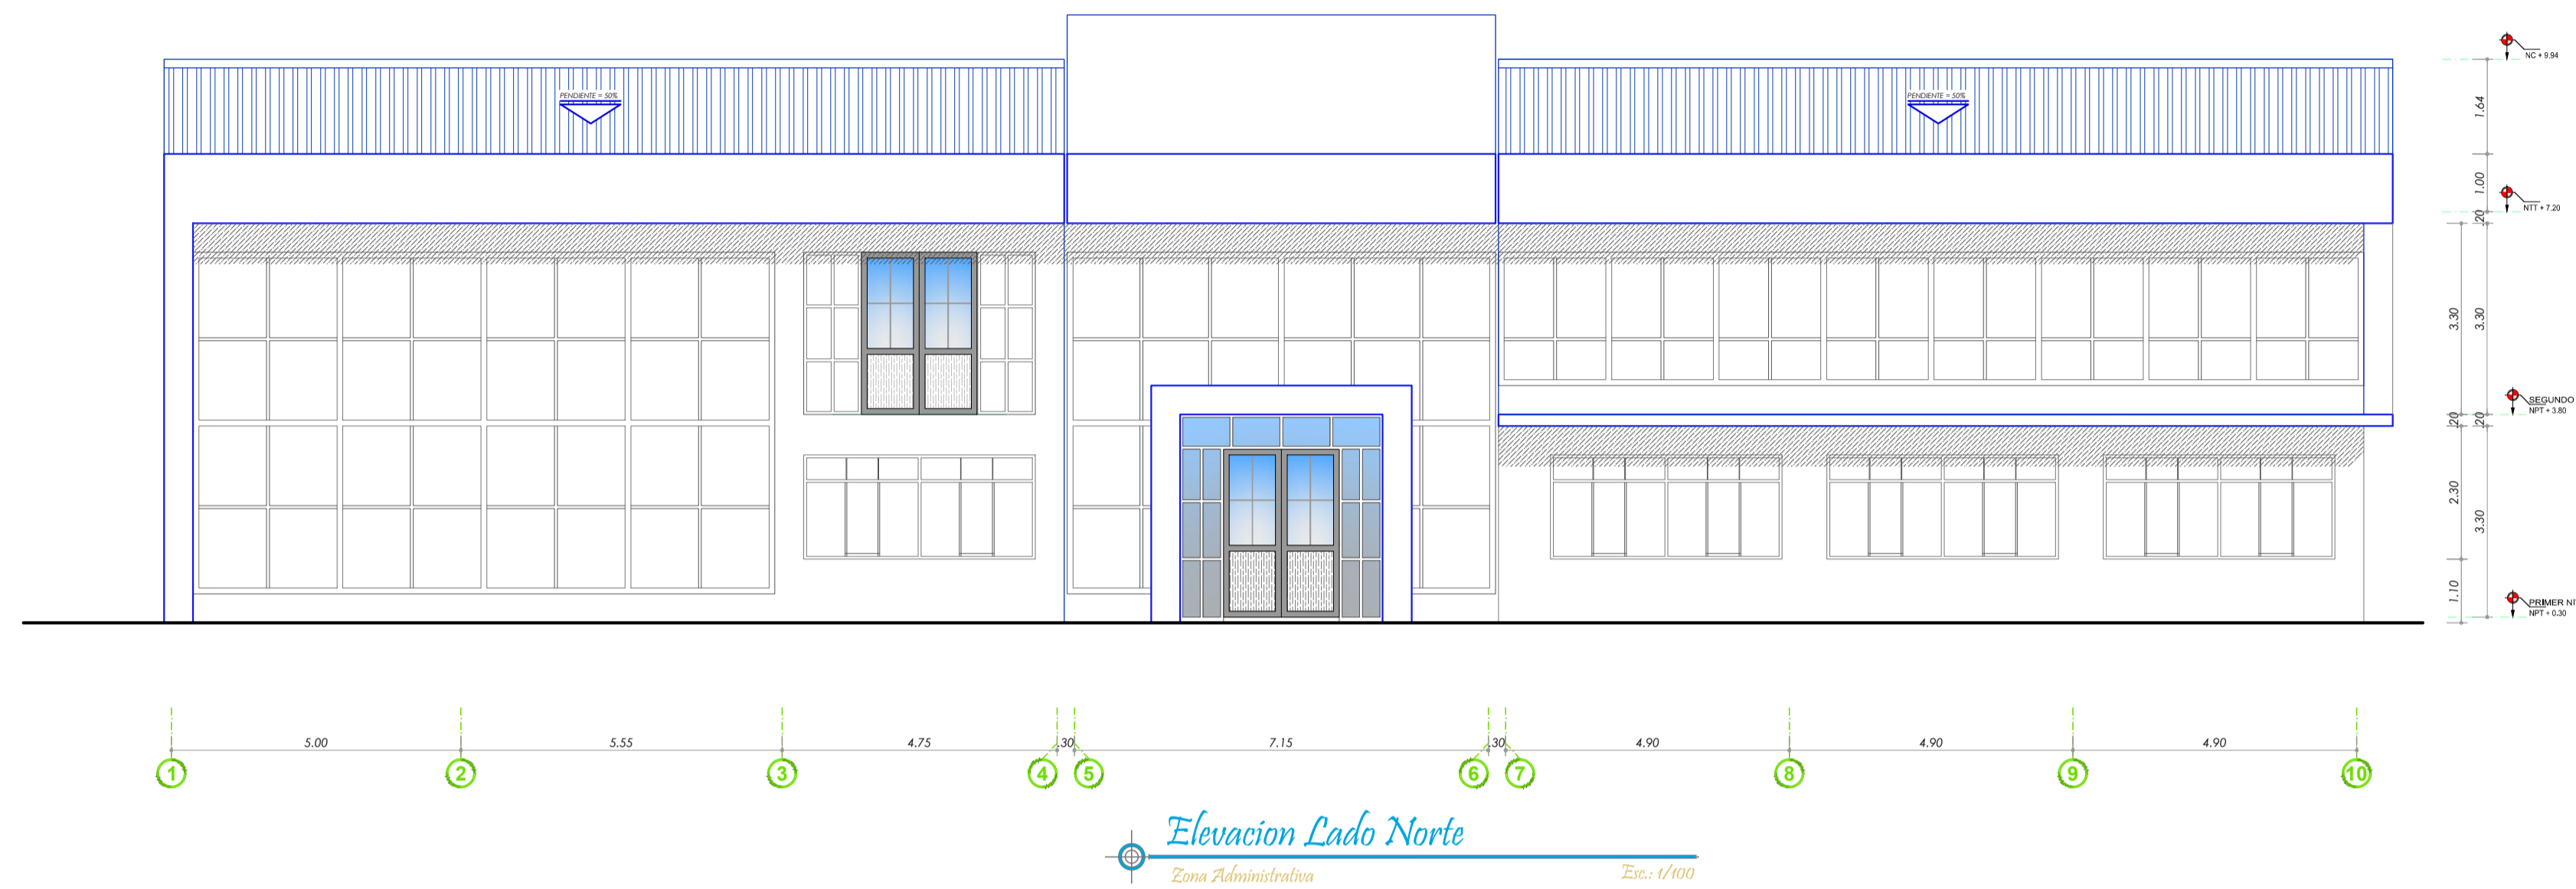 NC + 9.94
PENDIENTE = 50%
PENDIENTE = 50%
1.64
1.00
NTT + 7.20
.20
3.30
3.30
SEGUNDO
NPT + 3.80
.20
.20
2.30
3.30
1.10
PRIMER NI
NPT + 0.30
5.00
5.55
4.75
.30
7.15
.30
4.90
4.90
4.90
1
2
3
4
5
6
7
8
9
10
Elevacion Lado Norte
Zona Administrativa
Esc.: 1/100